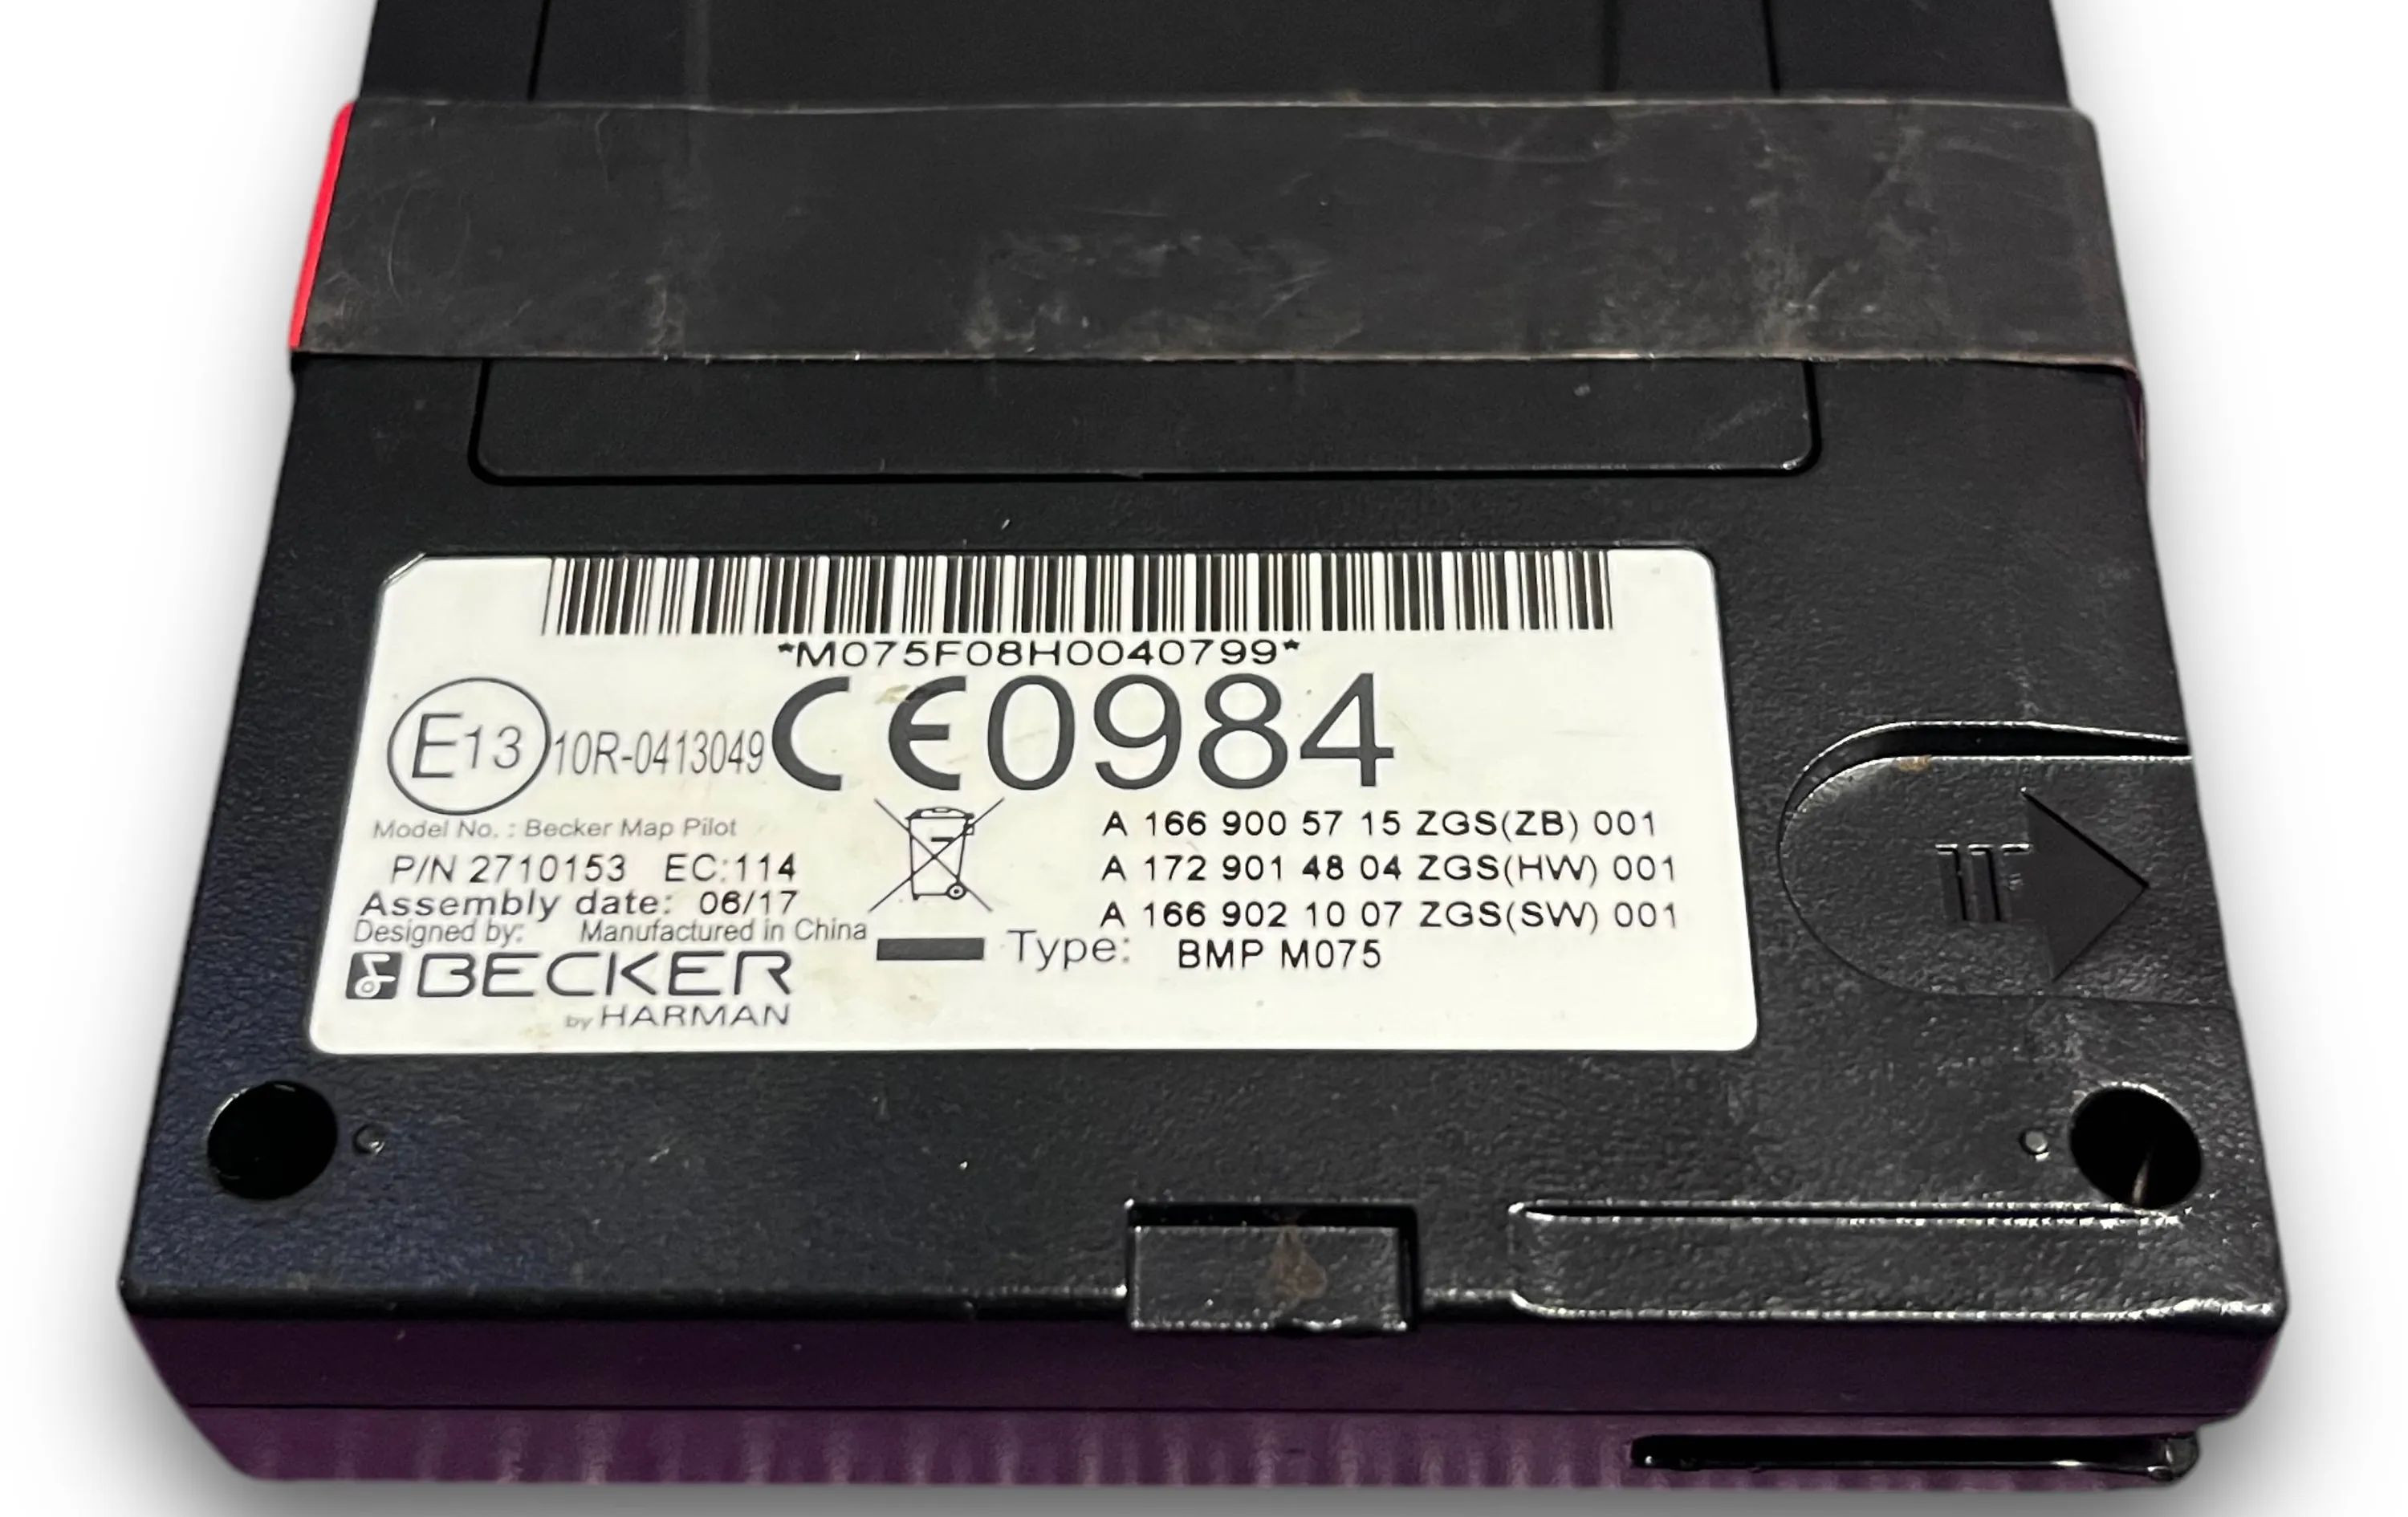 *M075F08H0040799*
E13 10R-0413049 CE0984
Model No. : Becker Map Pilot
P/N 2710153 EC:114
Assembly date: 06/17
Designed by: Manufactured in China
BECKER
by HARMAN
A 166 900 57 15 ZGS(ZB) 001
A 172 901 48 04 ZGS(HW) 001
A 166 902 10 07 ZGS(SW) 001
Type: BMP M075